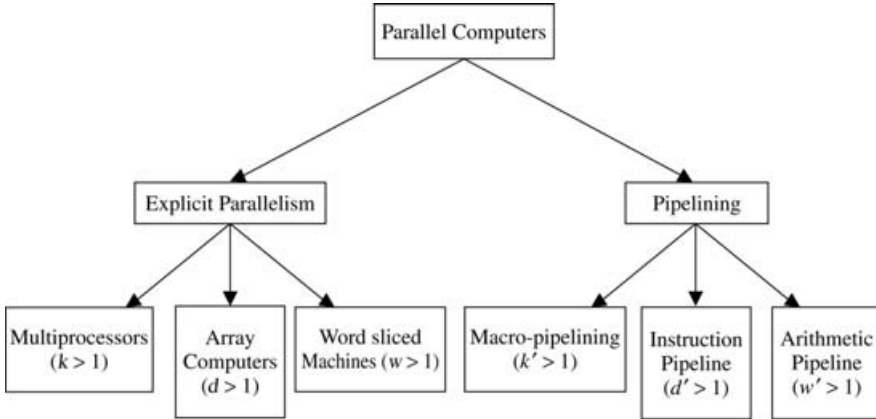 Parallel Computers
Explicit Parallelism
Pipelining
Multiprocessors
(k > 1)
Array
Computers
(d > 1)
Word sliced
Machines (w > 1)
Macro-pipelining
(k′ > 1)
Instruction
Pipeline
(d′ > 1)
Arithmetic
Pipeline
(w′ > 1)